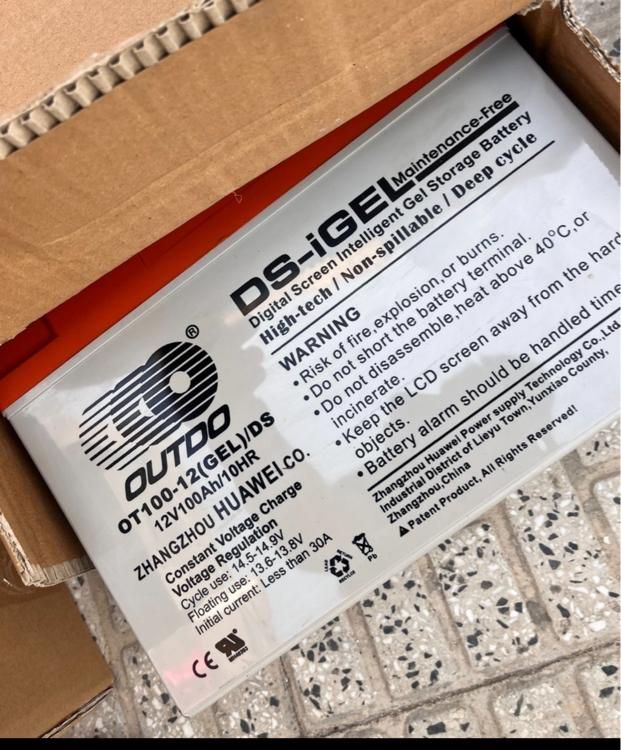 DS-iGEL Maintenance-Free
Digital Screen Intelligent Gel Storage Battery
High-tech / Non-spillable / Deep cycle
WARNING
• Risk of fire,explosion,or burns.
• Do not short the battery terminal.
• Do not disassemble,heat above 40°C,or
incinerate.
• Keep the LCD screen away from the hard
objects.
• Battery alarm should be handled time
Zhangzhou Huawei Power supply Technology Co.,Ltd
Industrial District of Lieyu Town, Yunxiao County,
Zhangzhou,China
Patent Product, All Rights Reserved!
®
OUTDO
OT100-12(GEL)/DS
12V100Ah/10HR
ZHANGZHOU HUAWEI CO.
Constant Voltage Charge
Voltage Regulation
Cycle use: 14.5-14.9V
Floating use: 13.6-13.8V
Initial current: Less than 30A
Pb
CE